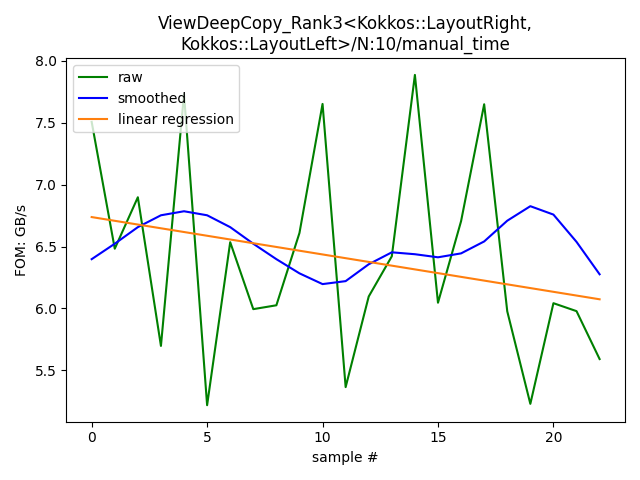 ViewDeepCopy_Rank3<Kokkos::LayoutRight,
Kokkos::LayoutLeft>/N:10/manual_time
raw
smoothed
linear regression
FOM: GB/s
8.0
7.5
7.0
6.5
6.0
5.5
0 5 10 15 20
sample #